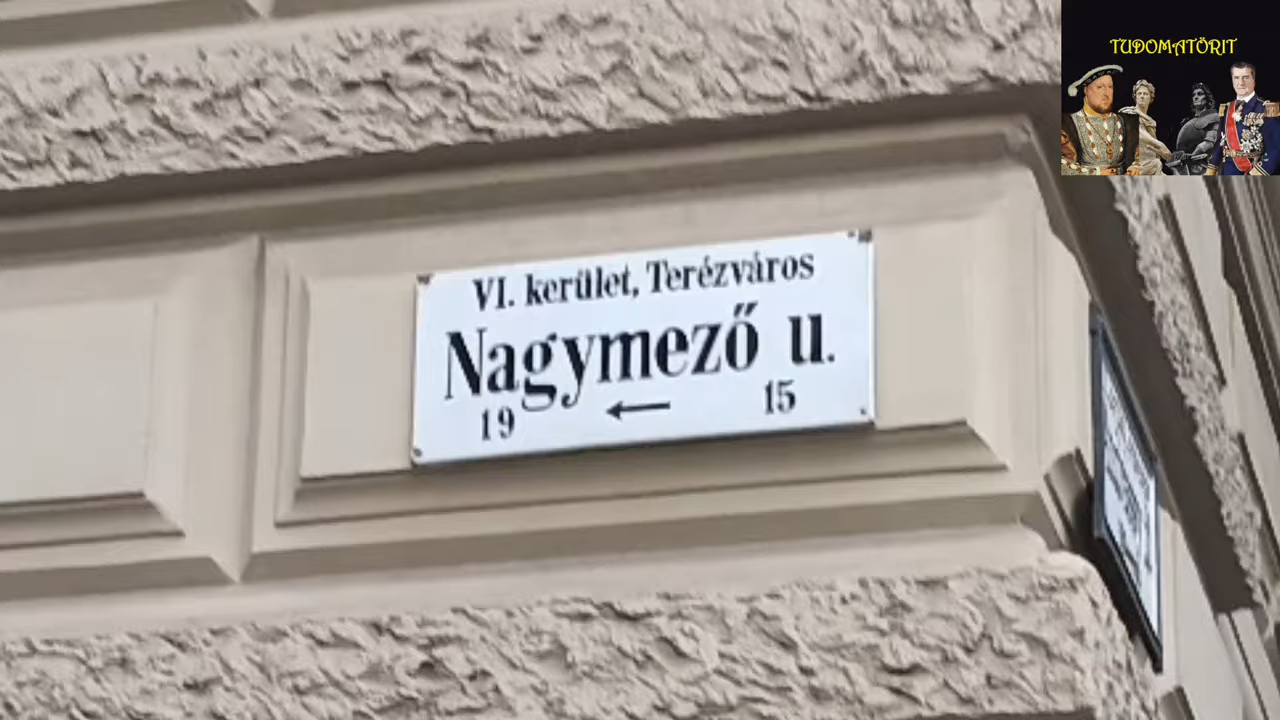 TUDOMATÖRIT
VI. kerület, Terézváros
Nagymező u.
19 ← 15